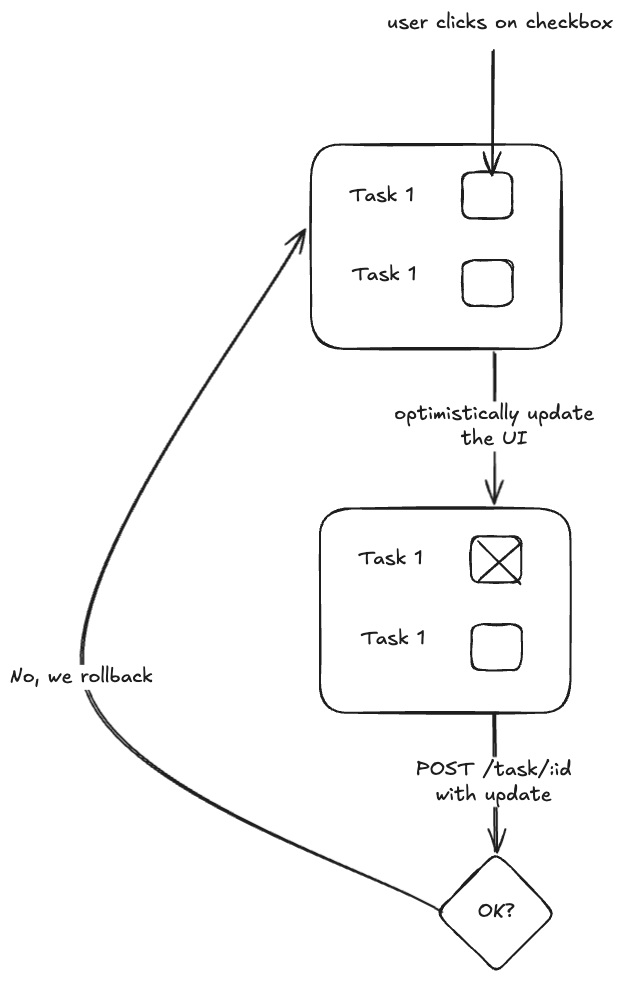 user clicks on checkbox
Task 1
Task 1
optimistically update
the UI
Task 1
Task 1
No, we rollback
POST /task/:id
with update
OK?